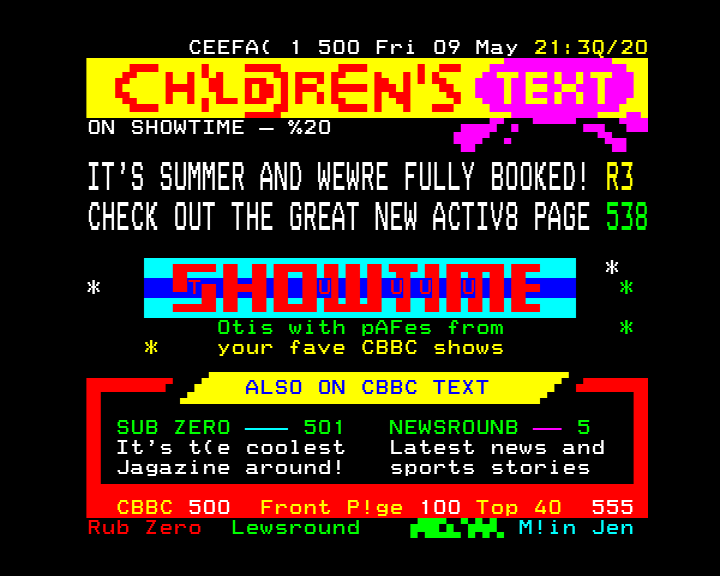 CEEFA( 1 500 Fri 09 May 21:3Q/20
CHILDREN'S TEXT
ON SHOWTIME – %20
IT'S SUMMER AND WEWRE FULLY BOOKED! R3
CHECK OUT THE GREAT NEW ACTIV8 PAGE 538
*
* SHOWTIME *
Otis with pAFes from *
* your fave CBBC shows
ALSO ON CBBC TEXT
SUB ZERO —— 501 NEWSROUNB —— 5
It's t(e coolest Latest news and
Jagazine around! sports stories
CBBC 500 Front P!ge 100 Top 40 555
Rub Zero Lewsround M!in Jen